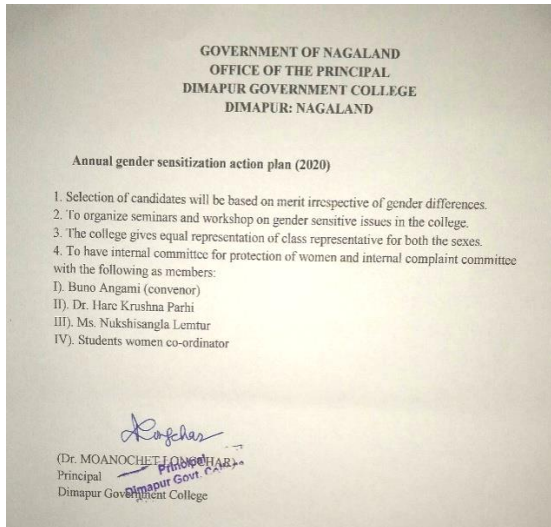 GOVERNMENT OF NAGALAND
OFFICE OF THE PRINCIPAL
DIMAPUR GOVERNMENT COLLEGE
DIMAPUR: NAGALAND
Annual gender sensitization action plan (2020)
1. Selection of candidates will be based on merit irrespective of gender differences.
2. To organize seminars and workshop on gender sensitive issues in the college.
3. The college gives equal representation of class representative for both the sexes.
4. To have internal committee for protection of women and internal complaint committee
with the following as members:
I). Buno Angami (convenor)
II). Dr. Hare Krushna Parhi
III). Ms. Nukshisangla Lemtur
IV). Students women co-ordinator
(Dr. MOANOCHET LONGCHAR)
Principal
Principal
Dimapur Govt.
Dimapur Government College